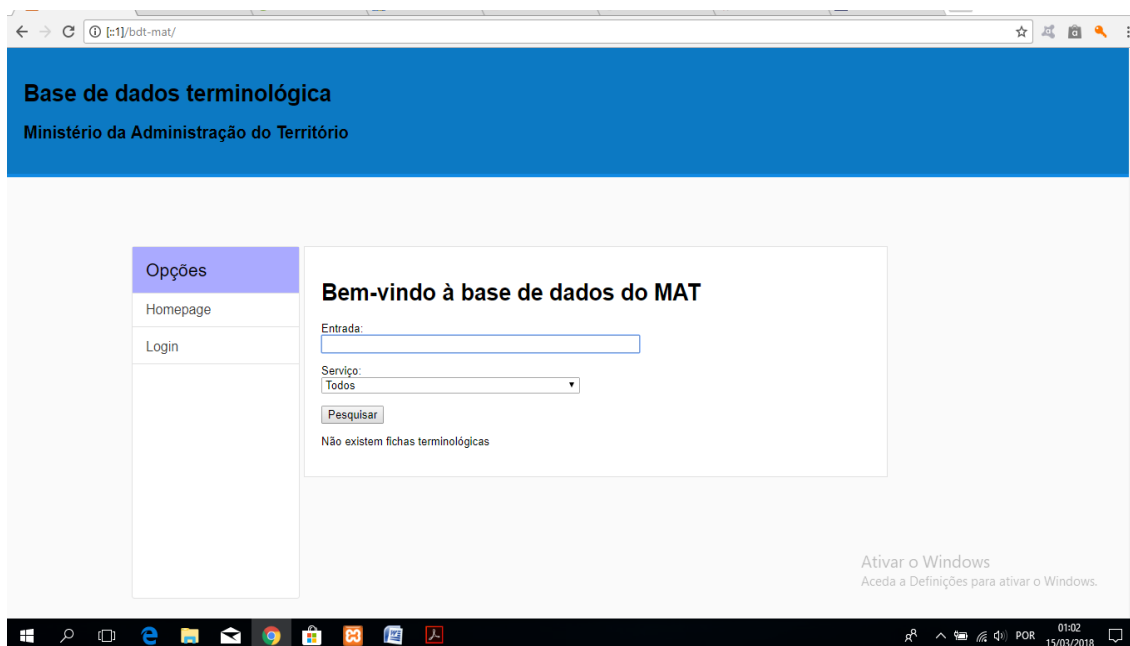 [::1]/bdt-mat/
Base de dados terminológica
Ministério da Administração do Território
Opções
Homepage
Login
Bem-vindo à base de dados do MAT
Entrada:
Serviço:
Todos
Pesquisar
Não existem fichas terminológicas
Ativar o Windows
Aceda a Definições para ativar o Windows.
POR
01:02
15/03/2018